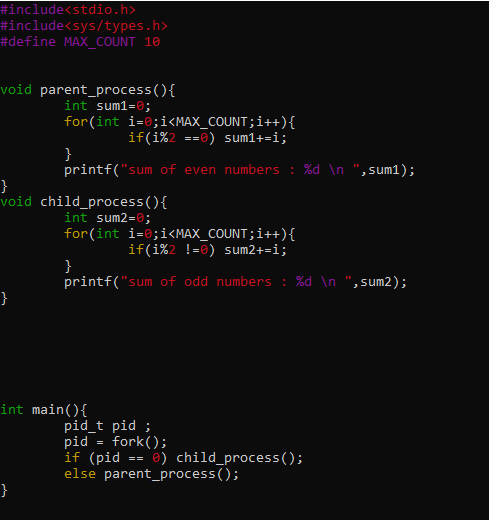 #include<stdio.h>
#include<sys/types.h>
#define MAX_COUNT 10
void parent_process(){
        int sum1=0;
        for(int i=0;i<MAX_COUNT;i++){
                if(i%2 ==0) sum1+=i;
        }
        printf("sum of even numbers : %d \n ",sum1);
}
void child_process(){
        int sum2=0;
        for(int i=0;i<MAX_COUNT;i++){
                if(i%2 !=0) sum2+=i;
        }
        printf("sum of odd numbers : %d \n ",sum2);
}
int main(){
        pid_t pid ;
        pid = fork();
        if (pid == 0) child_process();
        else parent_process();
}